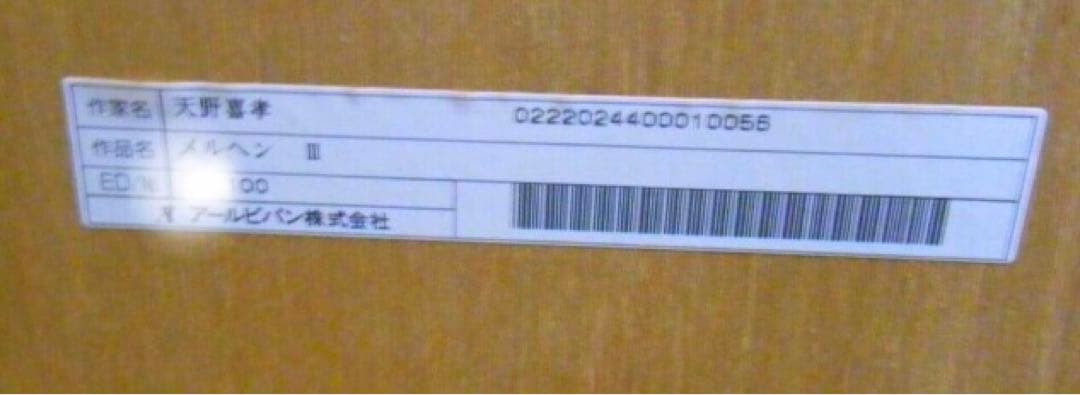 作家名 天野喜孝 02220244000010056
作品名 メルヘン Ⅲ
ED/№ 100
アールビバン株式会社